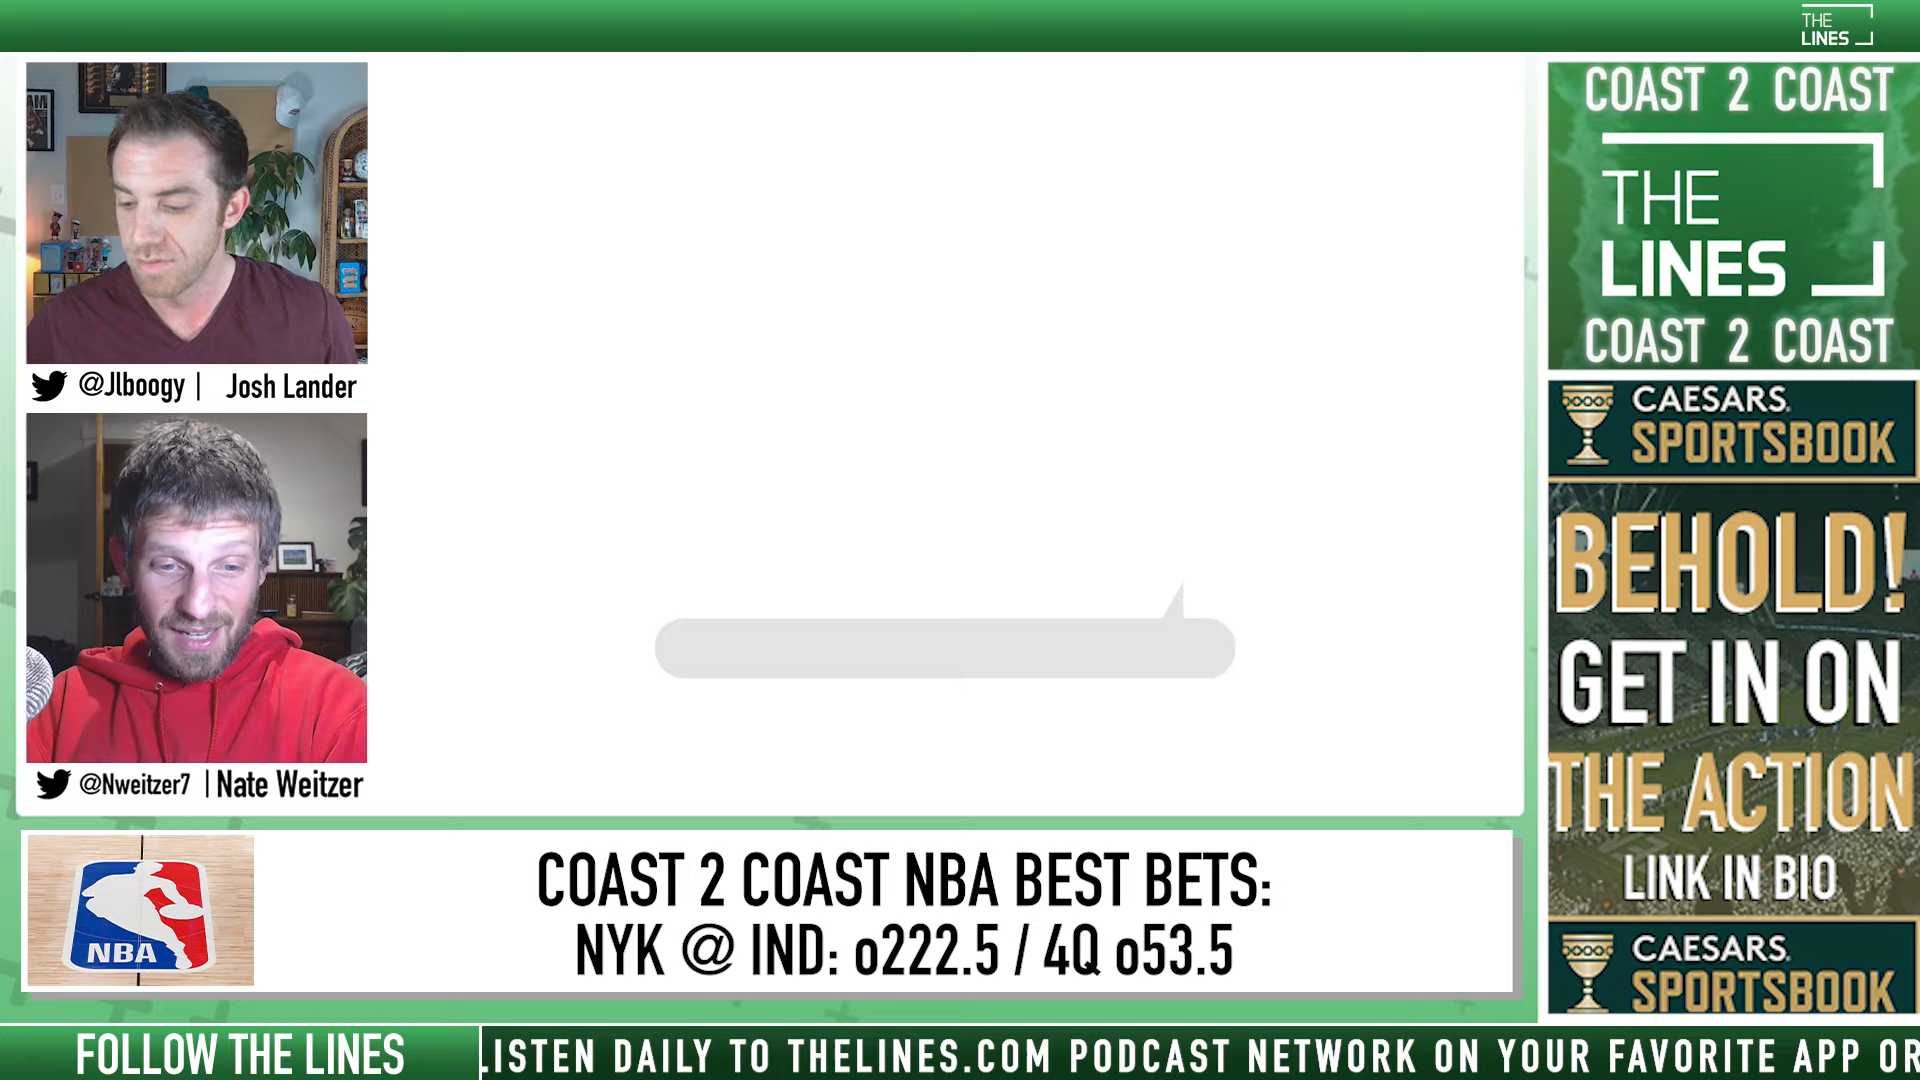 THE
LINES
COAST 2 COAST
THE
LINES
COAST 2 COAST
@Jlboogy | Josh Lander
CAESARS
SPORTSBOOK
BEHOLD!
GET IN ON
THE ACTION
LINK IN BIO
@Nweitzer7 | Nate Weitzer
NBA
COAST 2 COAST NBA BEST BETS:
NYK @ IND: o222.5 / 4Q o53.5
CAESARS
SPORTSBOOK
FOLLOW THE LINES
LISTEN DAILY TO THELINES.COM PODCAST NETWORK ON YOUR FAVORITE APP OR